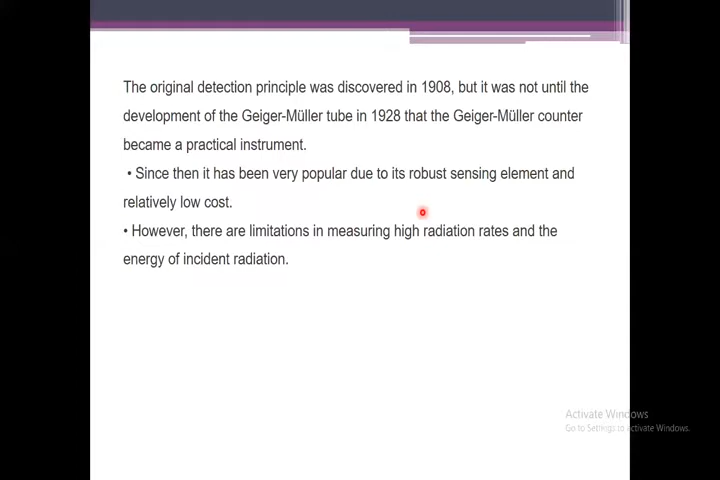 The original detection principle was discovered in 1908, but it was not until the
development of the Geiger-Müller tube in 1928 that the Geiger-Müller counter
became a practical instrument.
• Since then it has been very popular due to its robust sensing element and
relatively low cost.
• However, there are limitations in measuring high radiation rates and the
energy of incident radiation.
Activate Windows
Go to Settings to activate Windows.